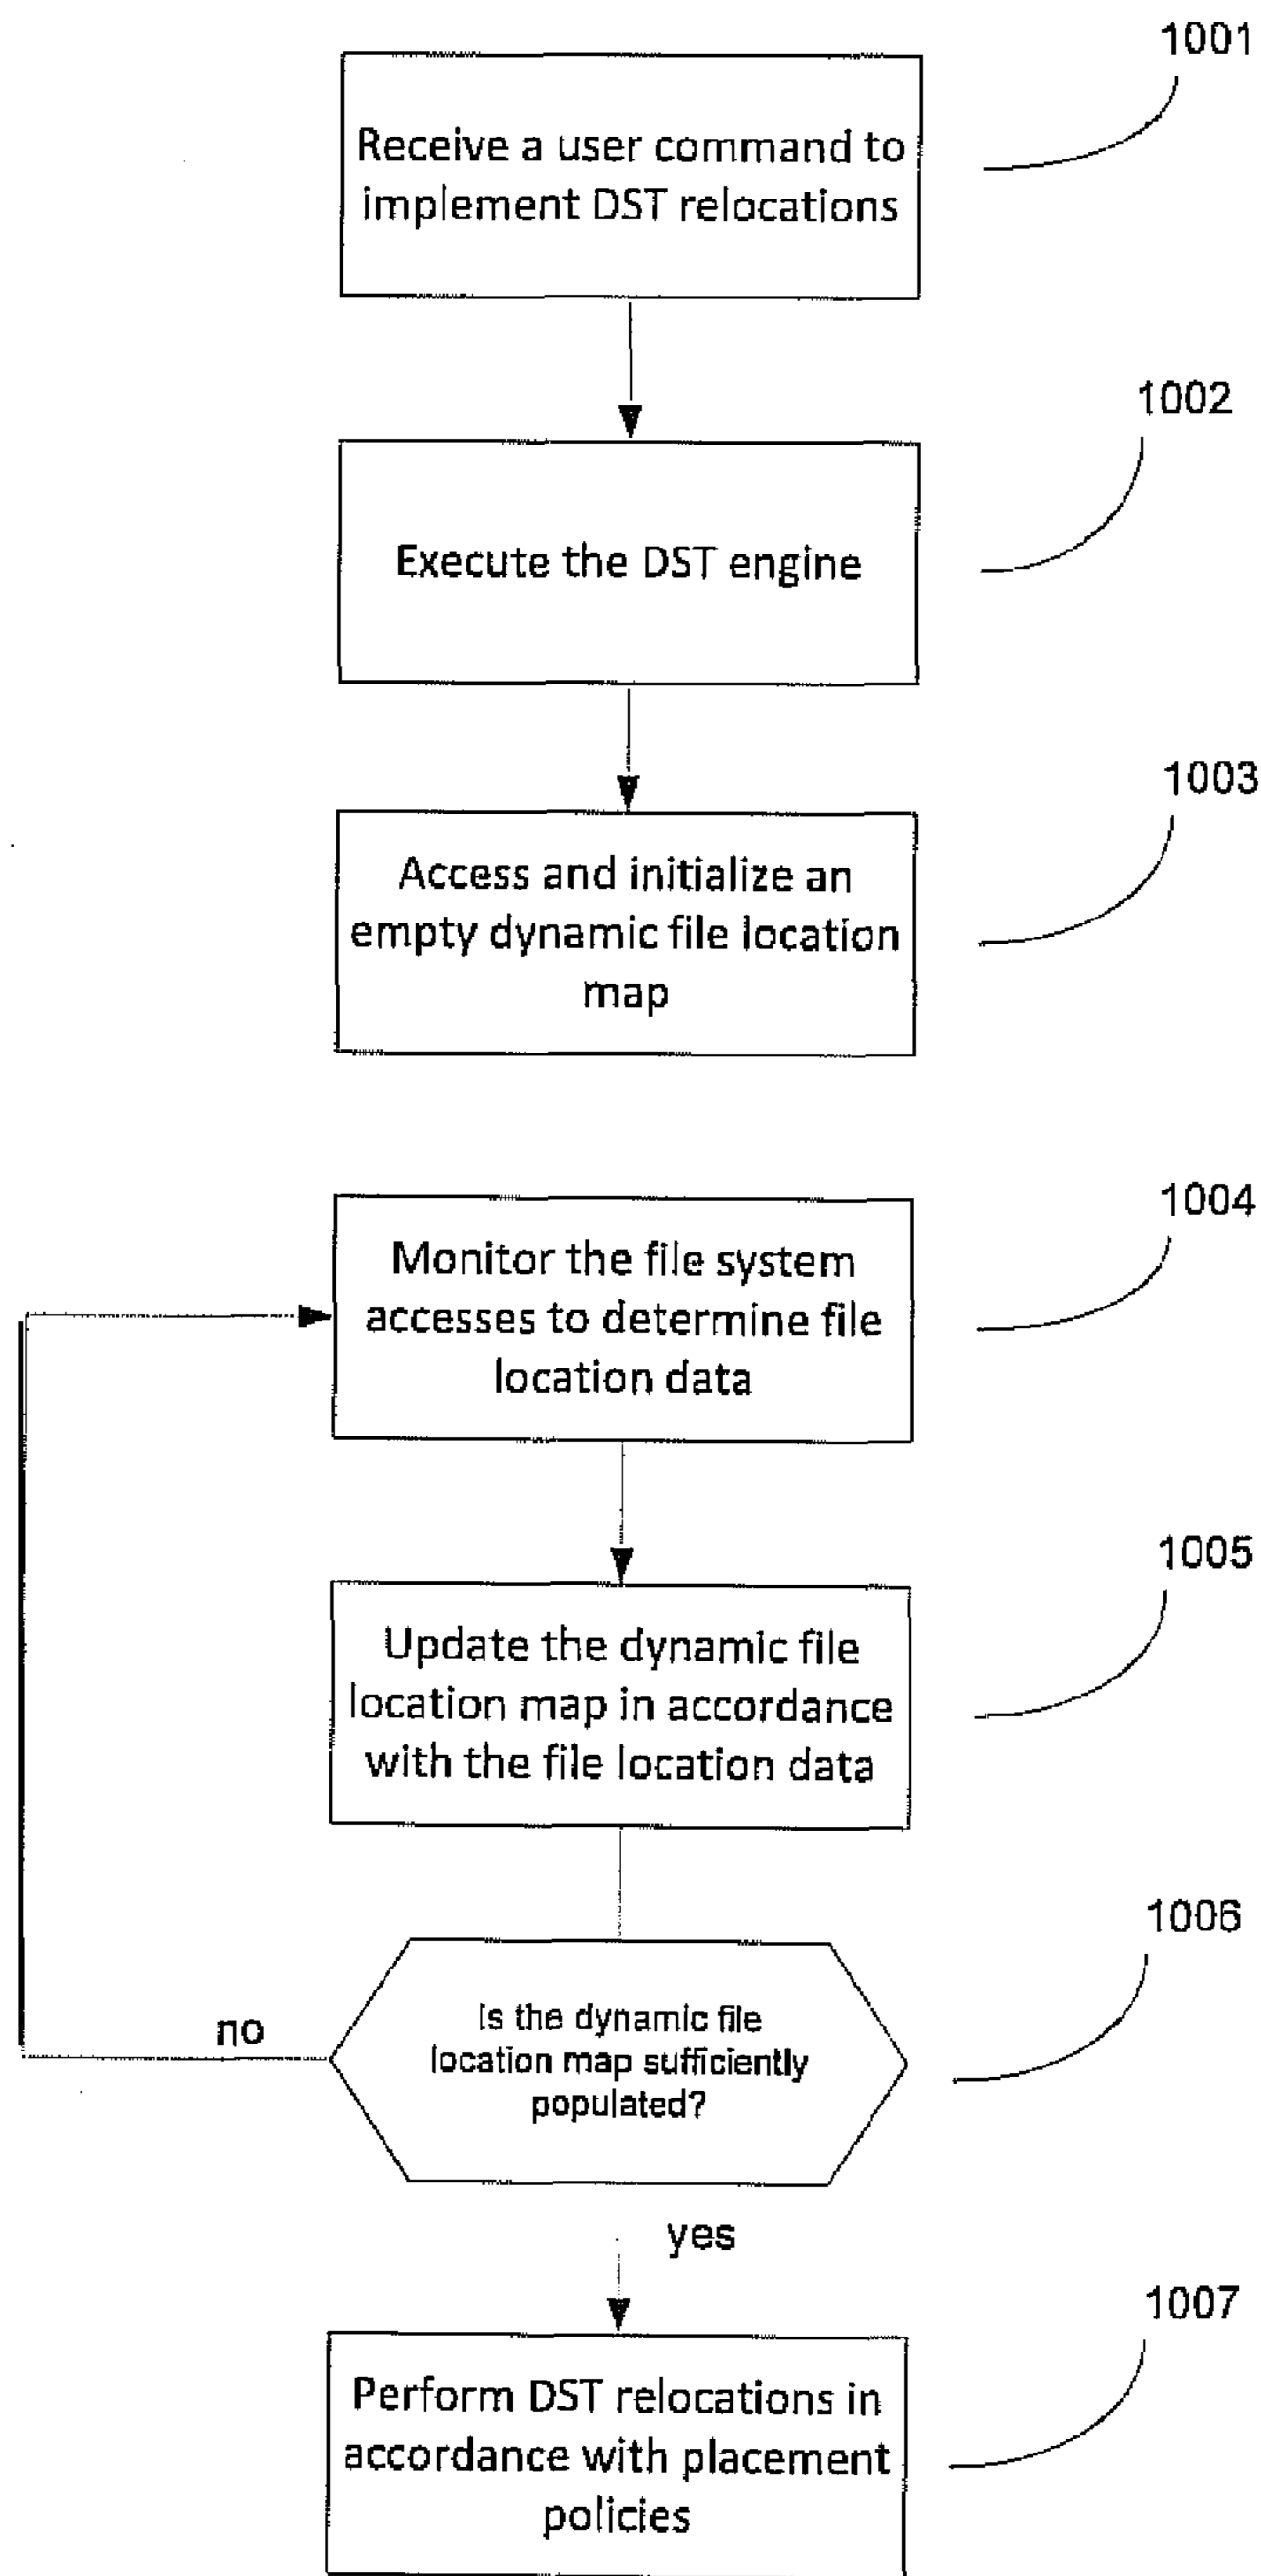 1001
Receive a user command to
implement DST relocations
1002
Execute the DST engine
1003
Access and initialize an
empty dynamic file location
map
1004
Monitor the file system
accesses to determine file
location data
1005
Update the dynamic file
location map in accordance
with the file location data
1006
Is the dynamic file
location map sufficiently
populated?
no
yes
1007
Perform DST relocations in
accordance with placement
policies